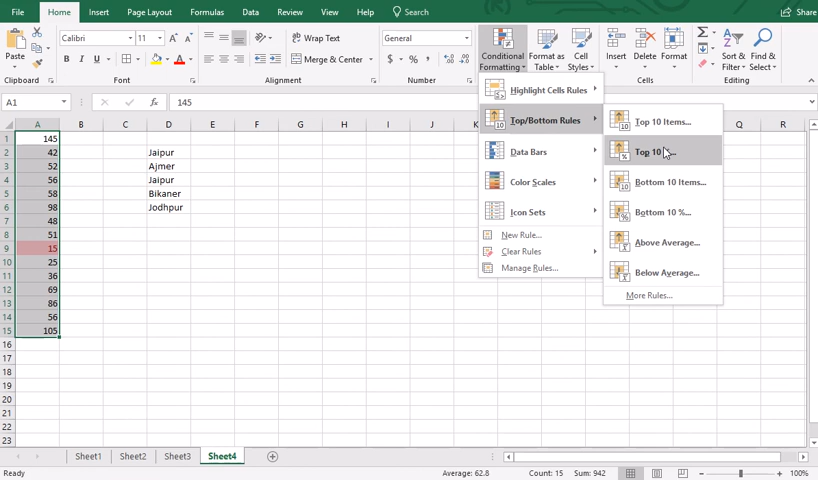 File Home Insert Page Layout Formulas Data Review View Help Search Share
Calibri 11 A A Wrap Text General Conditional Formatting Format as Table Cell Styles Insert Delete Format Sort & Filter Find & Select
Paste B I U A Merge & Center $ % , .0 .00
Clipboard Font Alignment Number Cells Editing
A1 fx 145
A B C D E F G H I J K Q R
1 145
2 42 Jaipur
3 52 Ajmer
4 56 Jaipur
5 58 Bikaner
6 98 Jodhpur
7 48
8 51
9 15
10 25
11 36
12 69
13 86
14 56
15 105
16
17
18
19
20
21
22
23
Highlight Cells Rules
Top/Bottom Rules
Data Bars
Color Scales
Icon Sets
New Rule...
Clear Rules
Manage Rules...
Top 10 Items...
Top 10
Bottom 10 Items...
Bottom 10 %...
Above Average...
Below Average...
More Rules...
Sheet1 Sheet2 Sheet3 Sheet4
Ready Average: 62.8 Count: 15 Sum: 942 100%